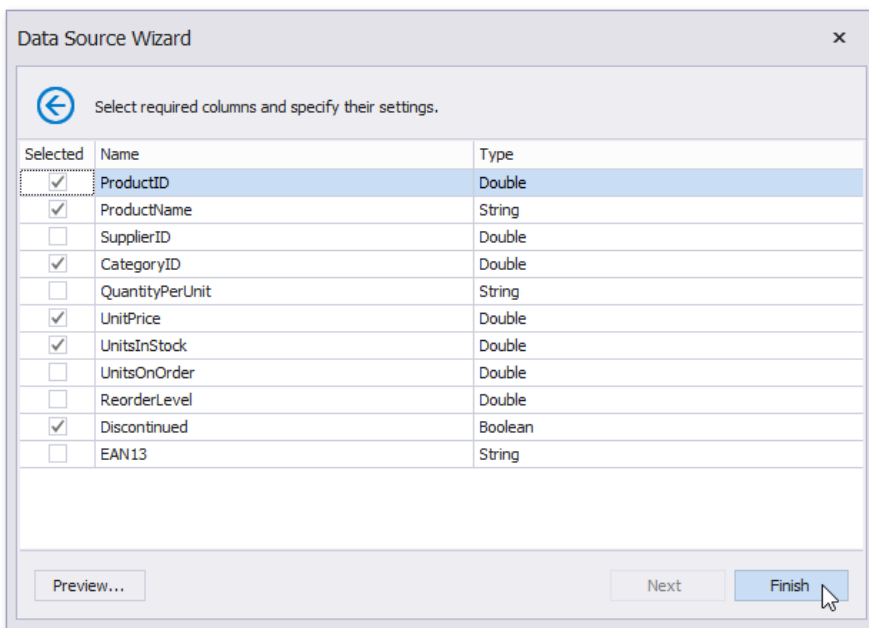 Data Source Wizard
Select required columns and specify their settings.
Selected Name Type
ProductID Double
ProductName String
SupplierID Double
CategoryID Double
QuantityPerUnit String
UnitPrice Double
UnitsInStock Double
UnitsOnOrder Double
ReorderLevel Double
Discontinued Boolean
EAN13 String
Preview... Next Finish